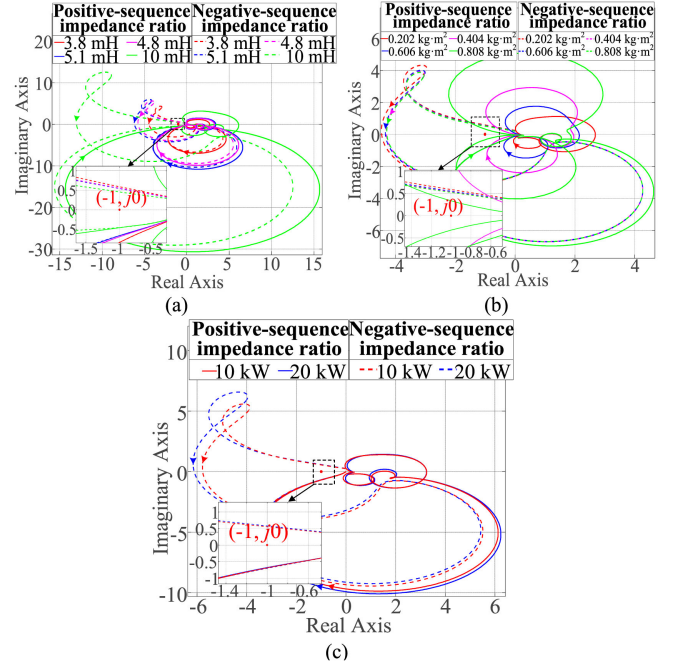 Positive-sequence Negative-sequence
impedance ratio impedance ratio
3.8 mH 4.8 mH 3.8 mH 4.8 mH
5.1 mH 10 mH 5.1 mH 10 mH
20
10
0
-10
-20
-30
Imaginary Axis
1
0.5
0
-0.5
(-1, j0)
-1.5 -1 -0.5
-15 -10 -5 0 5 10 15
Real Axis
(a)
Positive-sequence Negative-sequence
impedance ratio impedance ratio
0.202 kg·m² 0.404 kg·m² 0.202 kg·m² 0.404 kg·m²
0.606 kg·m² 0.808 kg·m² 0.606 kg·m² 0.808 kg·m²
6
4
2
0
-2
-4
-6
Imaginary Axis
1
0.5
0
-0.5
(-1, j0)
-1.4 -1.2 -1 -0.8 -0.6
-4 -2 0 2 4
Real Axis
(b)
Positive-sequence Negative-sequence
impedance ratio impedance ratio
10 kW 20 kW 10 kW 20 kW
10
5
0
-5
-10
Imaginary Axis
1
0.5
0
-0.5
-1
(-1, j0)
-1.4 -1 -0.6
-6 -4 -2 0 2 4 6
Real Axis
(c)